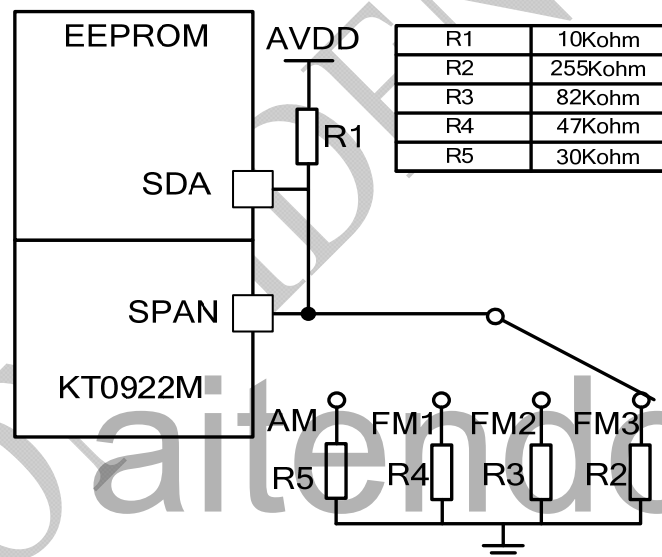 EEPROM
AVDD
R1 10Kohm
R2 255Kohm
R3 82Kohm
R4 47Kohm
R5 30Kohm
R1
SDA
SPAN
KT0922M
AM FM1 FM2 FM3
R5 R4 R3 R2
aitendo